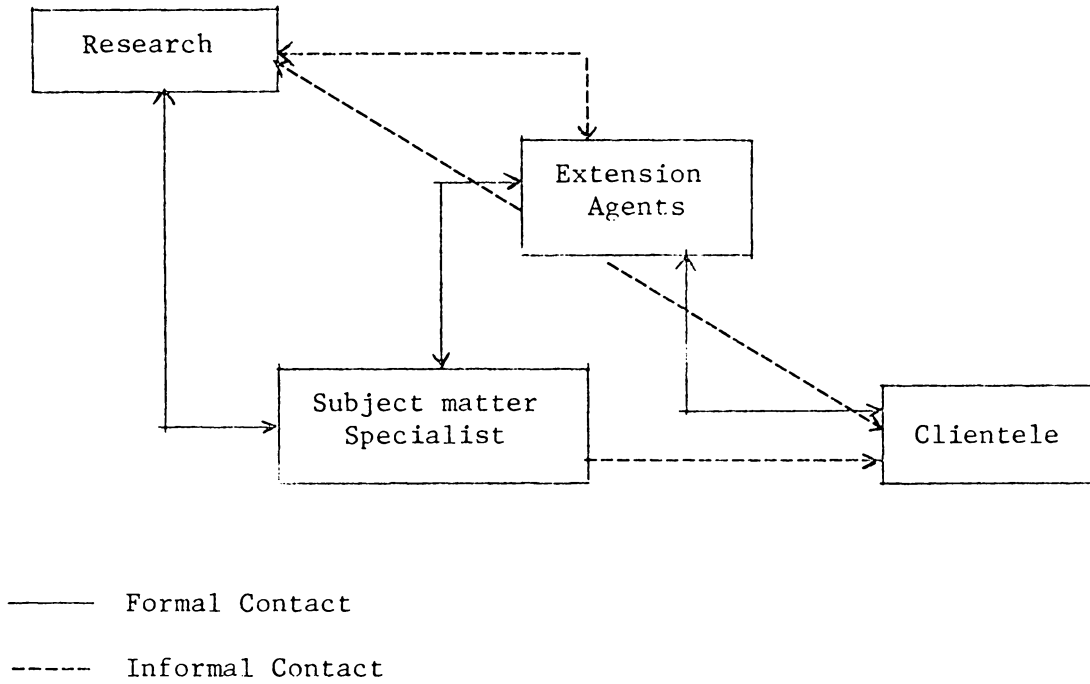 Research
Extension
Agents
Subject matter
Specialist
Clientele
Formal Contact
Informal Contact